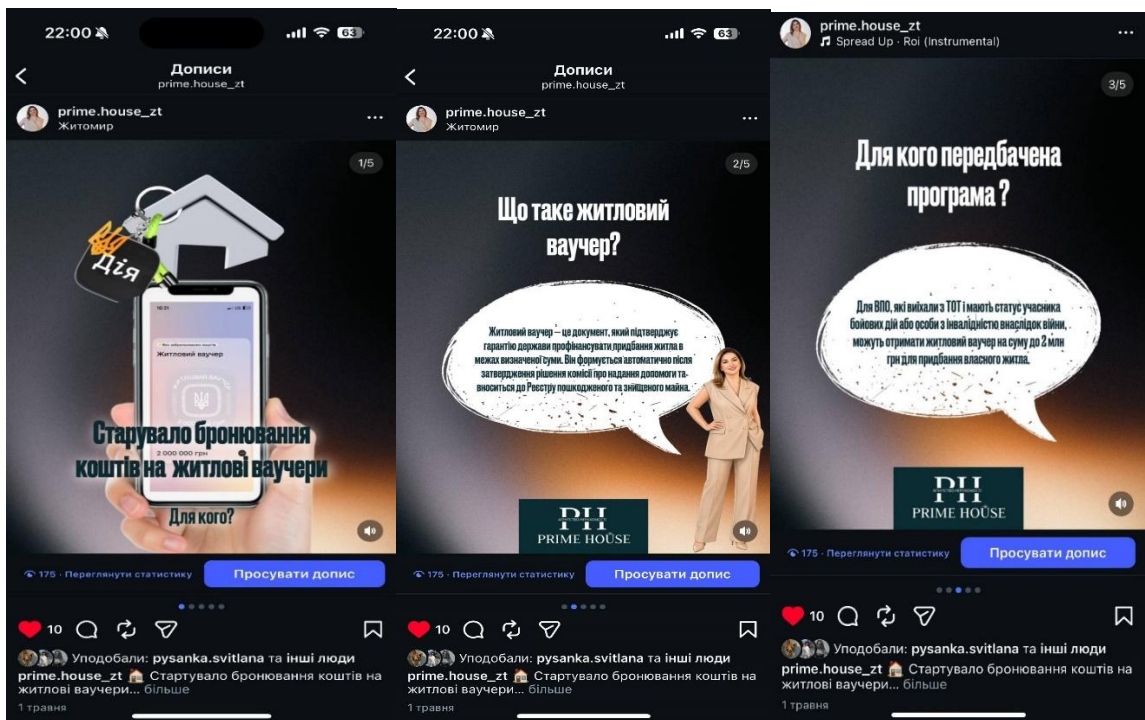 22:00
63
Дописи
prime.house_zt
prime.house_zt
Житомир
1/5
Дія
Житловий ваучер
2 000 000 грн
Старувало бронювання
коштів на житлові ваучери
Для кого?
175 · Переглянути статистику
Просувати допис
10
Уподобали: pysanka.svitlana та інші люди
prime.house_zt 🏠 Стартувало бронювання коштів на
житлові ваучери... більше
1 травня
22:00
63
Дописи
prime.house_zt
prime.house_zt
Житомир
2/5
Що таке житловий
ваучер?
Житловий ваучер – це документ, який підтверджує
гарантію держави профінансувати придбання житла в
межах визначеної суми. Він формується автоматично після
затвердження рішення комісії про надання допомоги та-
вноситься до Реєстру пошкодженого та знищеного майна.
PH
PRIME HOÛSE
175 · Переглянути статистику
Просувати допис
10
Уподобали: pysanka.svitlana та інші люди
prime.house_zt 🏠 Стартувало бронювання коштів на
житлові ваучери... більше
1 травня
prime.house_zt
Spread Up · Roi (Instrumental)
3/5
Для кого передбачена
програма ?
Для ВПО, які виїхали з ТОТ і мають статус учасника
бойових дій або особи з інвалідністю внаслідок війни,
можуть отримати житловий ваучер на суму до 2 млн
грн для придбання власного житла.
PH
PRIME HOÛSE
175 · Переглянути статистику
Просувати допис
10
Уподобали: pysanka.svitlana та інші люди
prime.house_zt 🏠 Стартувало бронювання коштів на
житлові ваучери... більше
1 травня